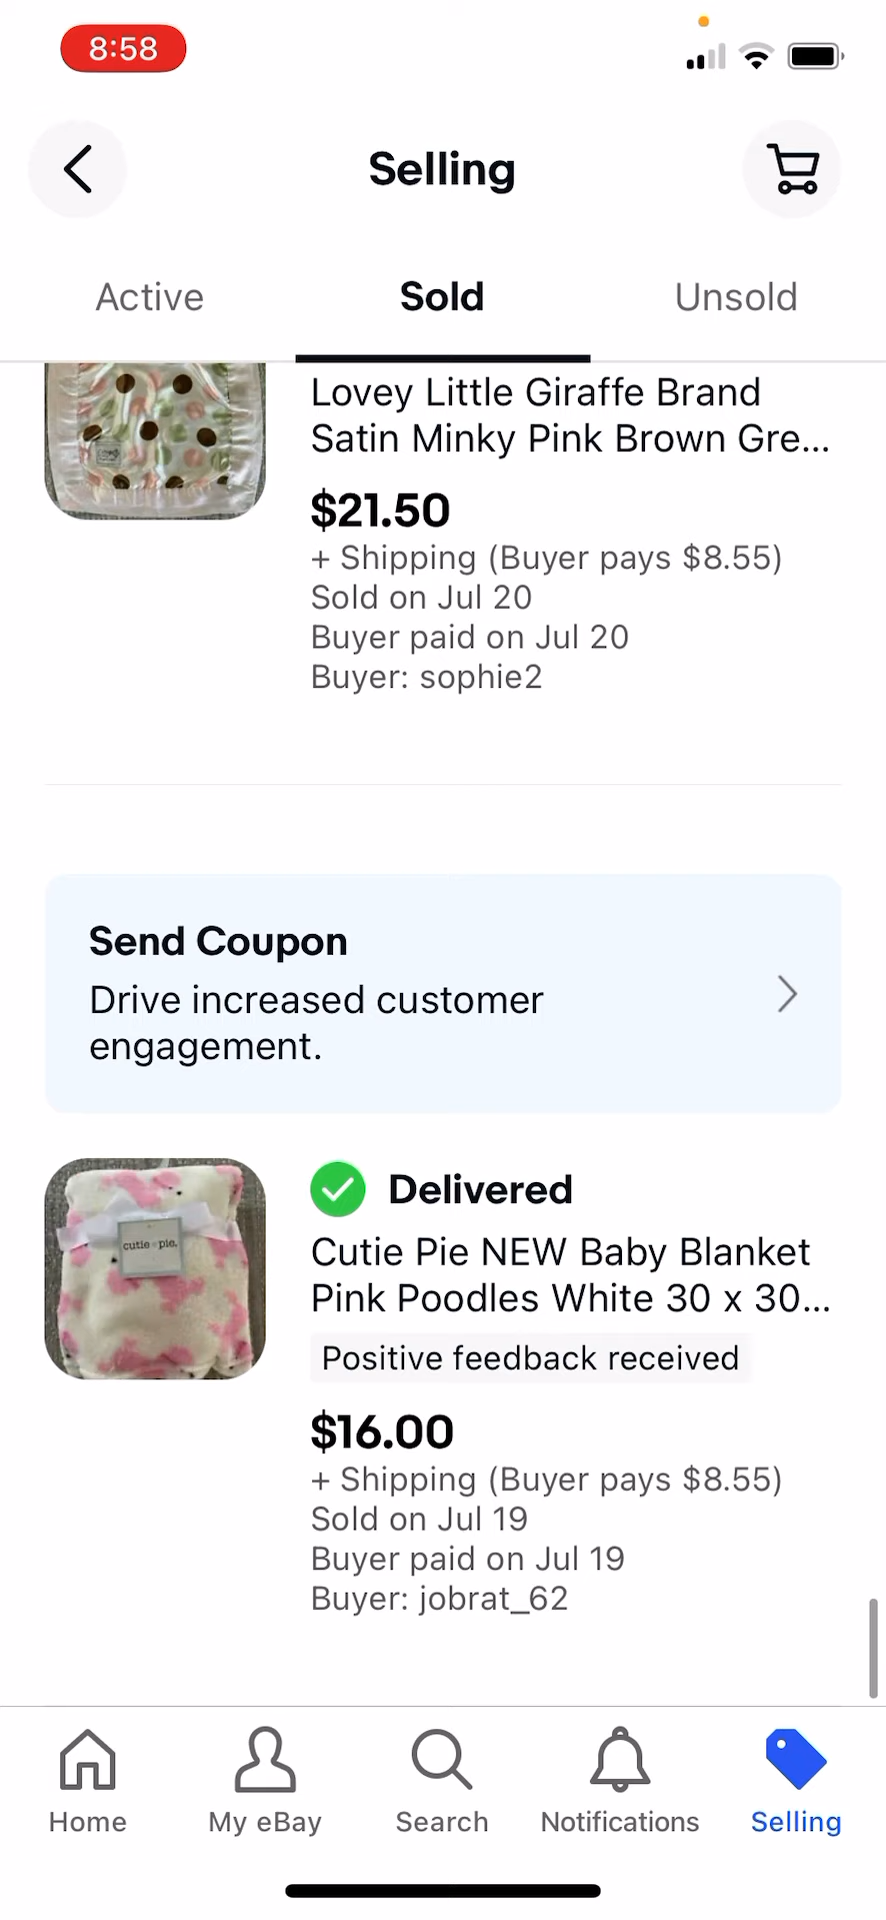 8:58
Selling
Active
Sold
Unsold
Lovey Little Giraffe Brand
Satin Minky Pink Brown Gre...
$21.50
+ Shipping (Buyer pays $8.55)
Sold on Jul 20
Buyer paid on Jul 20
Buyer: sophie2
Send Coupon
Drive increased customer
engagement.
cutie pie.
Delivered
Cutie Pie NEW Baby Blanket
Pink Poodles White 30 x 30...
Positive feedback received
$16.00
+ Shipping (Buyer pays $8.55)
Sold on Jul 19
Buyer paid on Jul 19
Buyer: jobrat_62
Home
My eBay
Search
Notifications
Selling